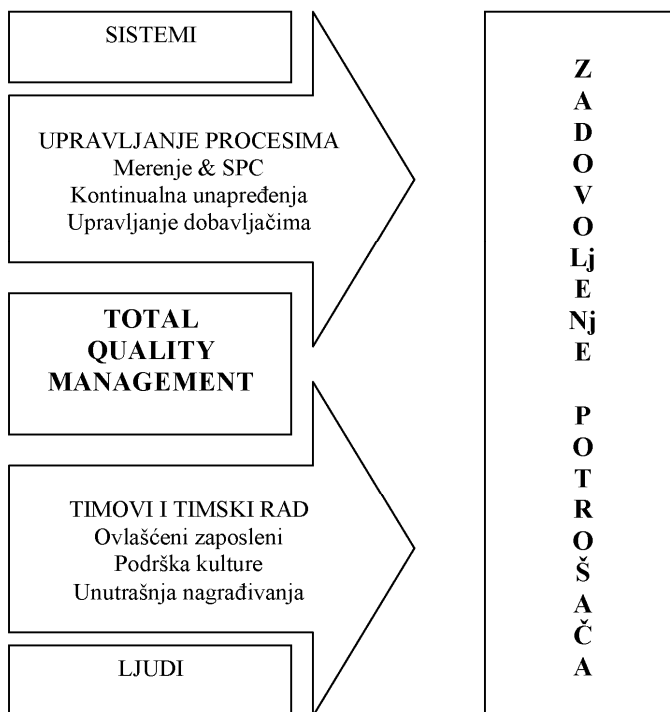 SISTEMI
UPRAVLJANJE PROCESIMA
Merenje & SPC
Kontinualna unapređenja
Upravljanje dobavljačima
TOTAL
QUALITY
MANAGEMENT
TIMOVI I TIMSKI RAD
Ovlašćeni zaposleni
Podrška kulture
Unutrašnja nagrađivanja
LJUDI
Z
A
D
O
V
O
Lj
E
Nj
E
P
O
T
R
O
Š
A
Č
A